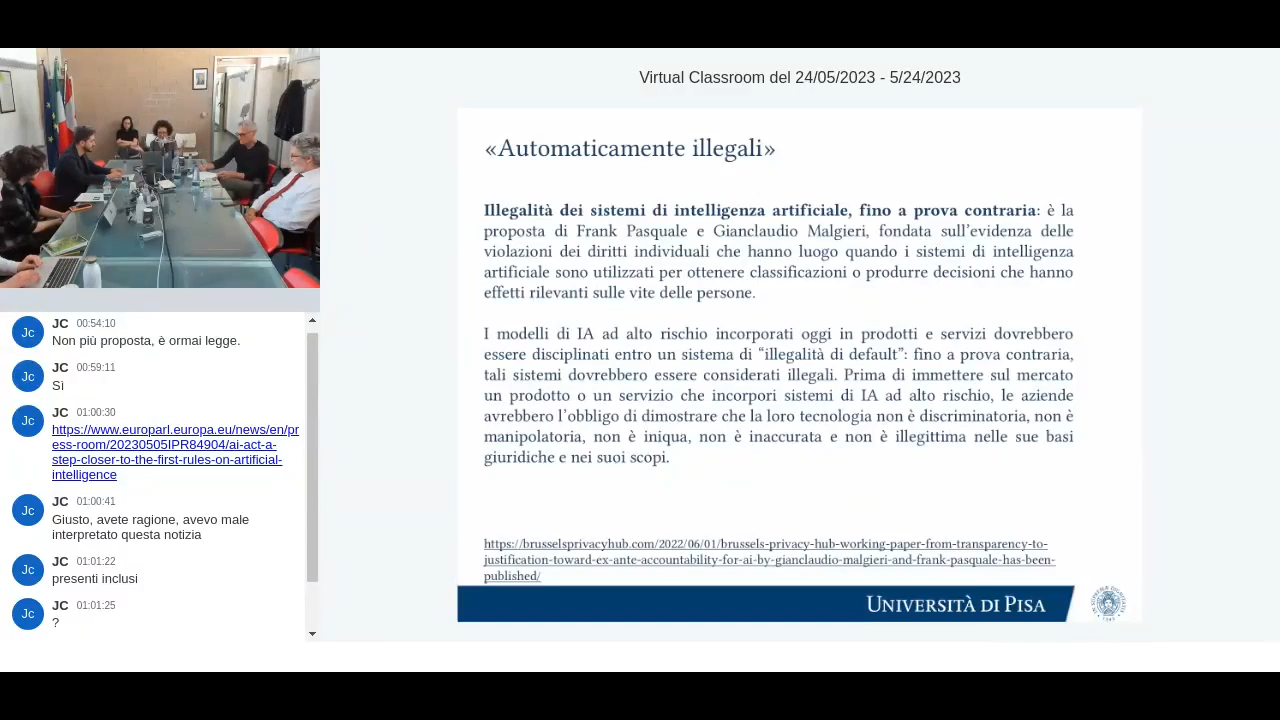 Virtual Classroom del 24/05/2023 - 5/24/2023
«Automaticamente illegali»
Illegalità dei sistemi di intelligenza artificiale, fino a prova contraria: è la
proposta di Frank Pasquale e Gianclaudio Malgieri, fondata sull'evidenza delle
violazioni dei diritti individuali che hanno luogo quando i sistemi di intelligenza
artificiale sono utilizzati per ottenere classificazioni o produrre decisioni che hanno
effetti rilevanti sulle vite delle persone.
I modelli di IA ad alto rischio incorporati oggi in prodotti e servizi dovrebbero
essere disciplinati entro un sistema di "illegalità di default": fino a prova contraria,
tali sistemi dovrebbero essere considerati illegali. Prima di immettere sul mercato
un prodotto o un servizio che incorpori sistemi di IA ad alto rischio, le aziende
avrebbero l'obbligo di dimostrare che la loro tecnologia non è discriminatoria, non è
manipolatoria, non è iniqua, non è inaccurata e non è illegittima nelle sue basi
giuridiche e nei suoi scopi.
https://brusselsprivacyhub.com/2022/06/01/brussels-privacy-hub-working-paper-from-transparency-to-
justification-toward-ex-ante-accountability-for-ai-by-gianclaudio-malgieri-and-frank-pasquale-has-been-
published/
UNIVERSITÀ DI PISA
Jc
JC 00:54:10
Non più proposta, è ormai legge.
Jc
JC 00:59:11
Sì
Jc
JC 01:00:30
https://www.europarl.europa.eu/news/en/pr
ess-room/20230505IPR84904/ai-act-a-
step-closer-to-the-first-rules-on-artificial-
intelligence
Jc
JC 01:00:41
Giusto, avete ragione, avevo male
interpretato questa notizia
Jc
JC 01:01:22
presenti inclusi
Jc
JC 01:01:25
?